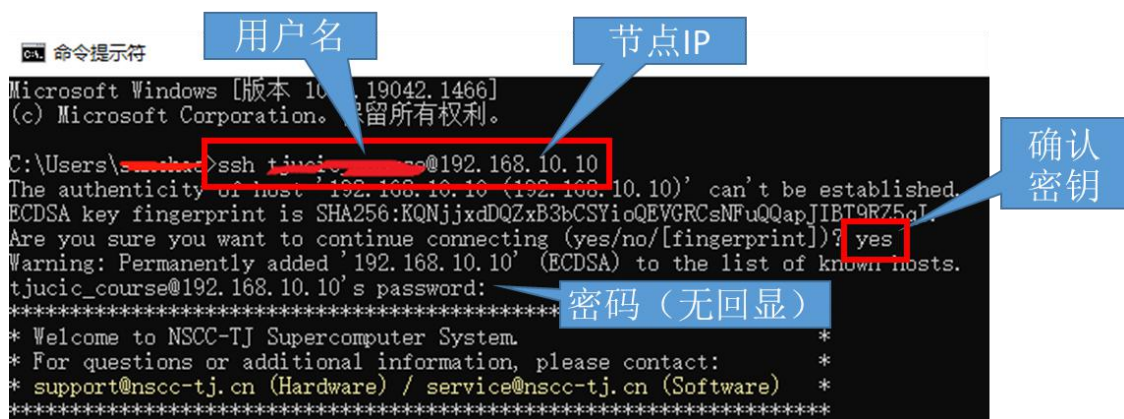 用户名
节点IP
命令提示符
Microsoft Windows [版本 10. .19042.1466]
(c) Microsoft Corporation。保留所有权利。
确认
密钥
C:\Users\ >ssh @192.168.10.10
The authenticity of host '192.168.10.10 (192.168.10.10)' can't be established.
ECDSA key fingerprint is
Are you sure you want to continue connecting (yes/no/[fingerprint])? yes
Warning: Permanently added '192.168.10.10' (ECDSA) to the list of known hosts.
tjucic_course@192.168.10.10's password:
密码（无回显）
* Welcome to NSCC-TJ Supercomputer System. *
* For questions or additional information, please contact: *
* support@nscc-tj.cn (Hardware) / service@nscc-tj.cn (Software) *